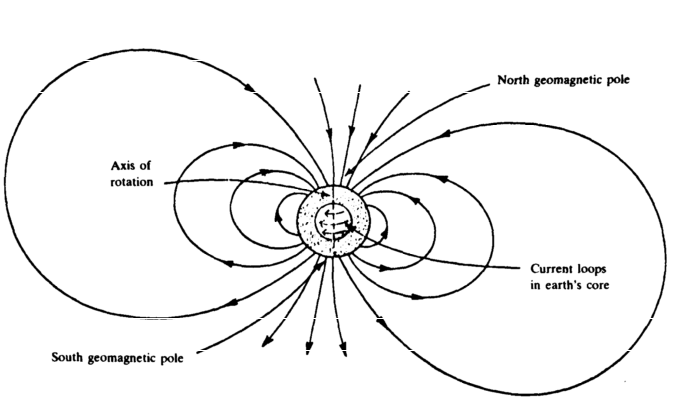 North geomagnetic pole
Axis of
rotation
Current loops
in earth's core
South geomagnetic pole